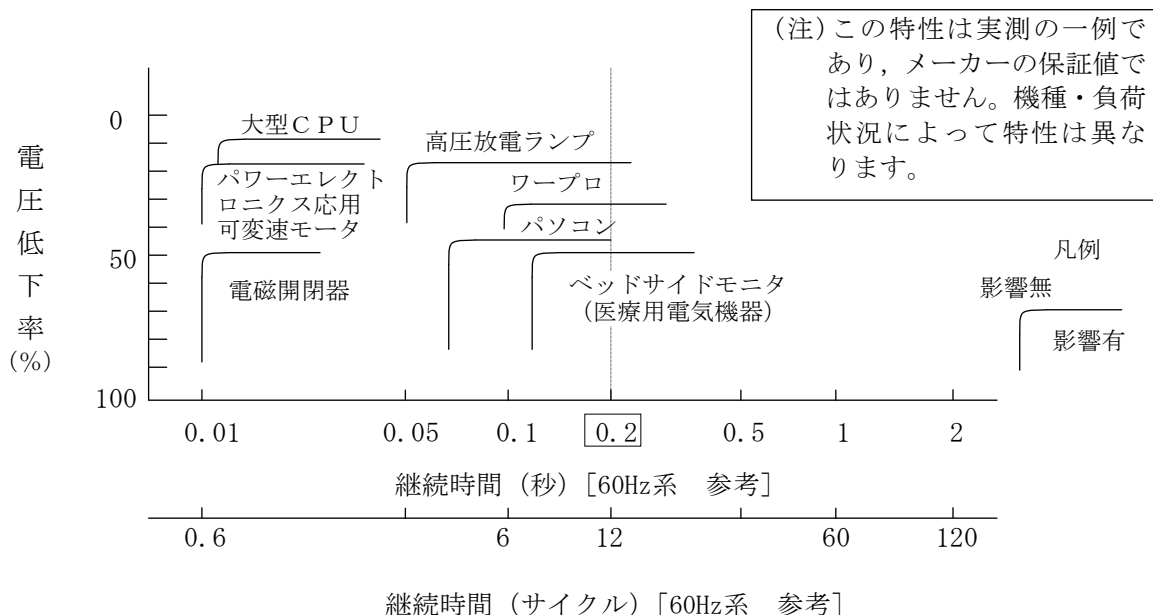 (注)この特性は実測の一例で
あり，メーカーの保証値で
はありません。機種・負荷
状況によって特性は異な
ります。
電圧低下率
(%)
0
50
100
大型ＣＰＵ
パワーエレクト
ロニクス応用
可変速モータ
電磁開閉器
高圧放電ランプ
ワープロ
パソコン
ベッドサイドモニタ
(医療用電気機器)
凡例
影響無
影響有
0.01 0.05 0.1 0.2 0.5 1 2
継続時間 (秒) [60Hz系 参考]
0.6 6 12 60 120
継続時間 (サイクル) [60Hz系 参考]